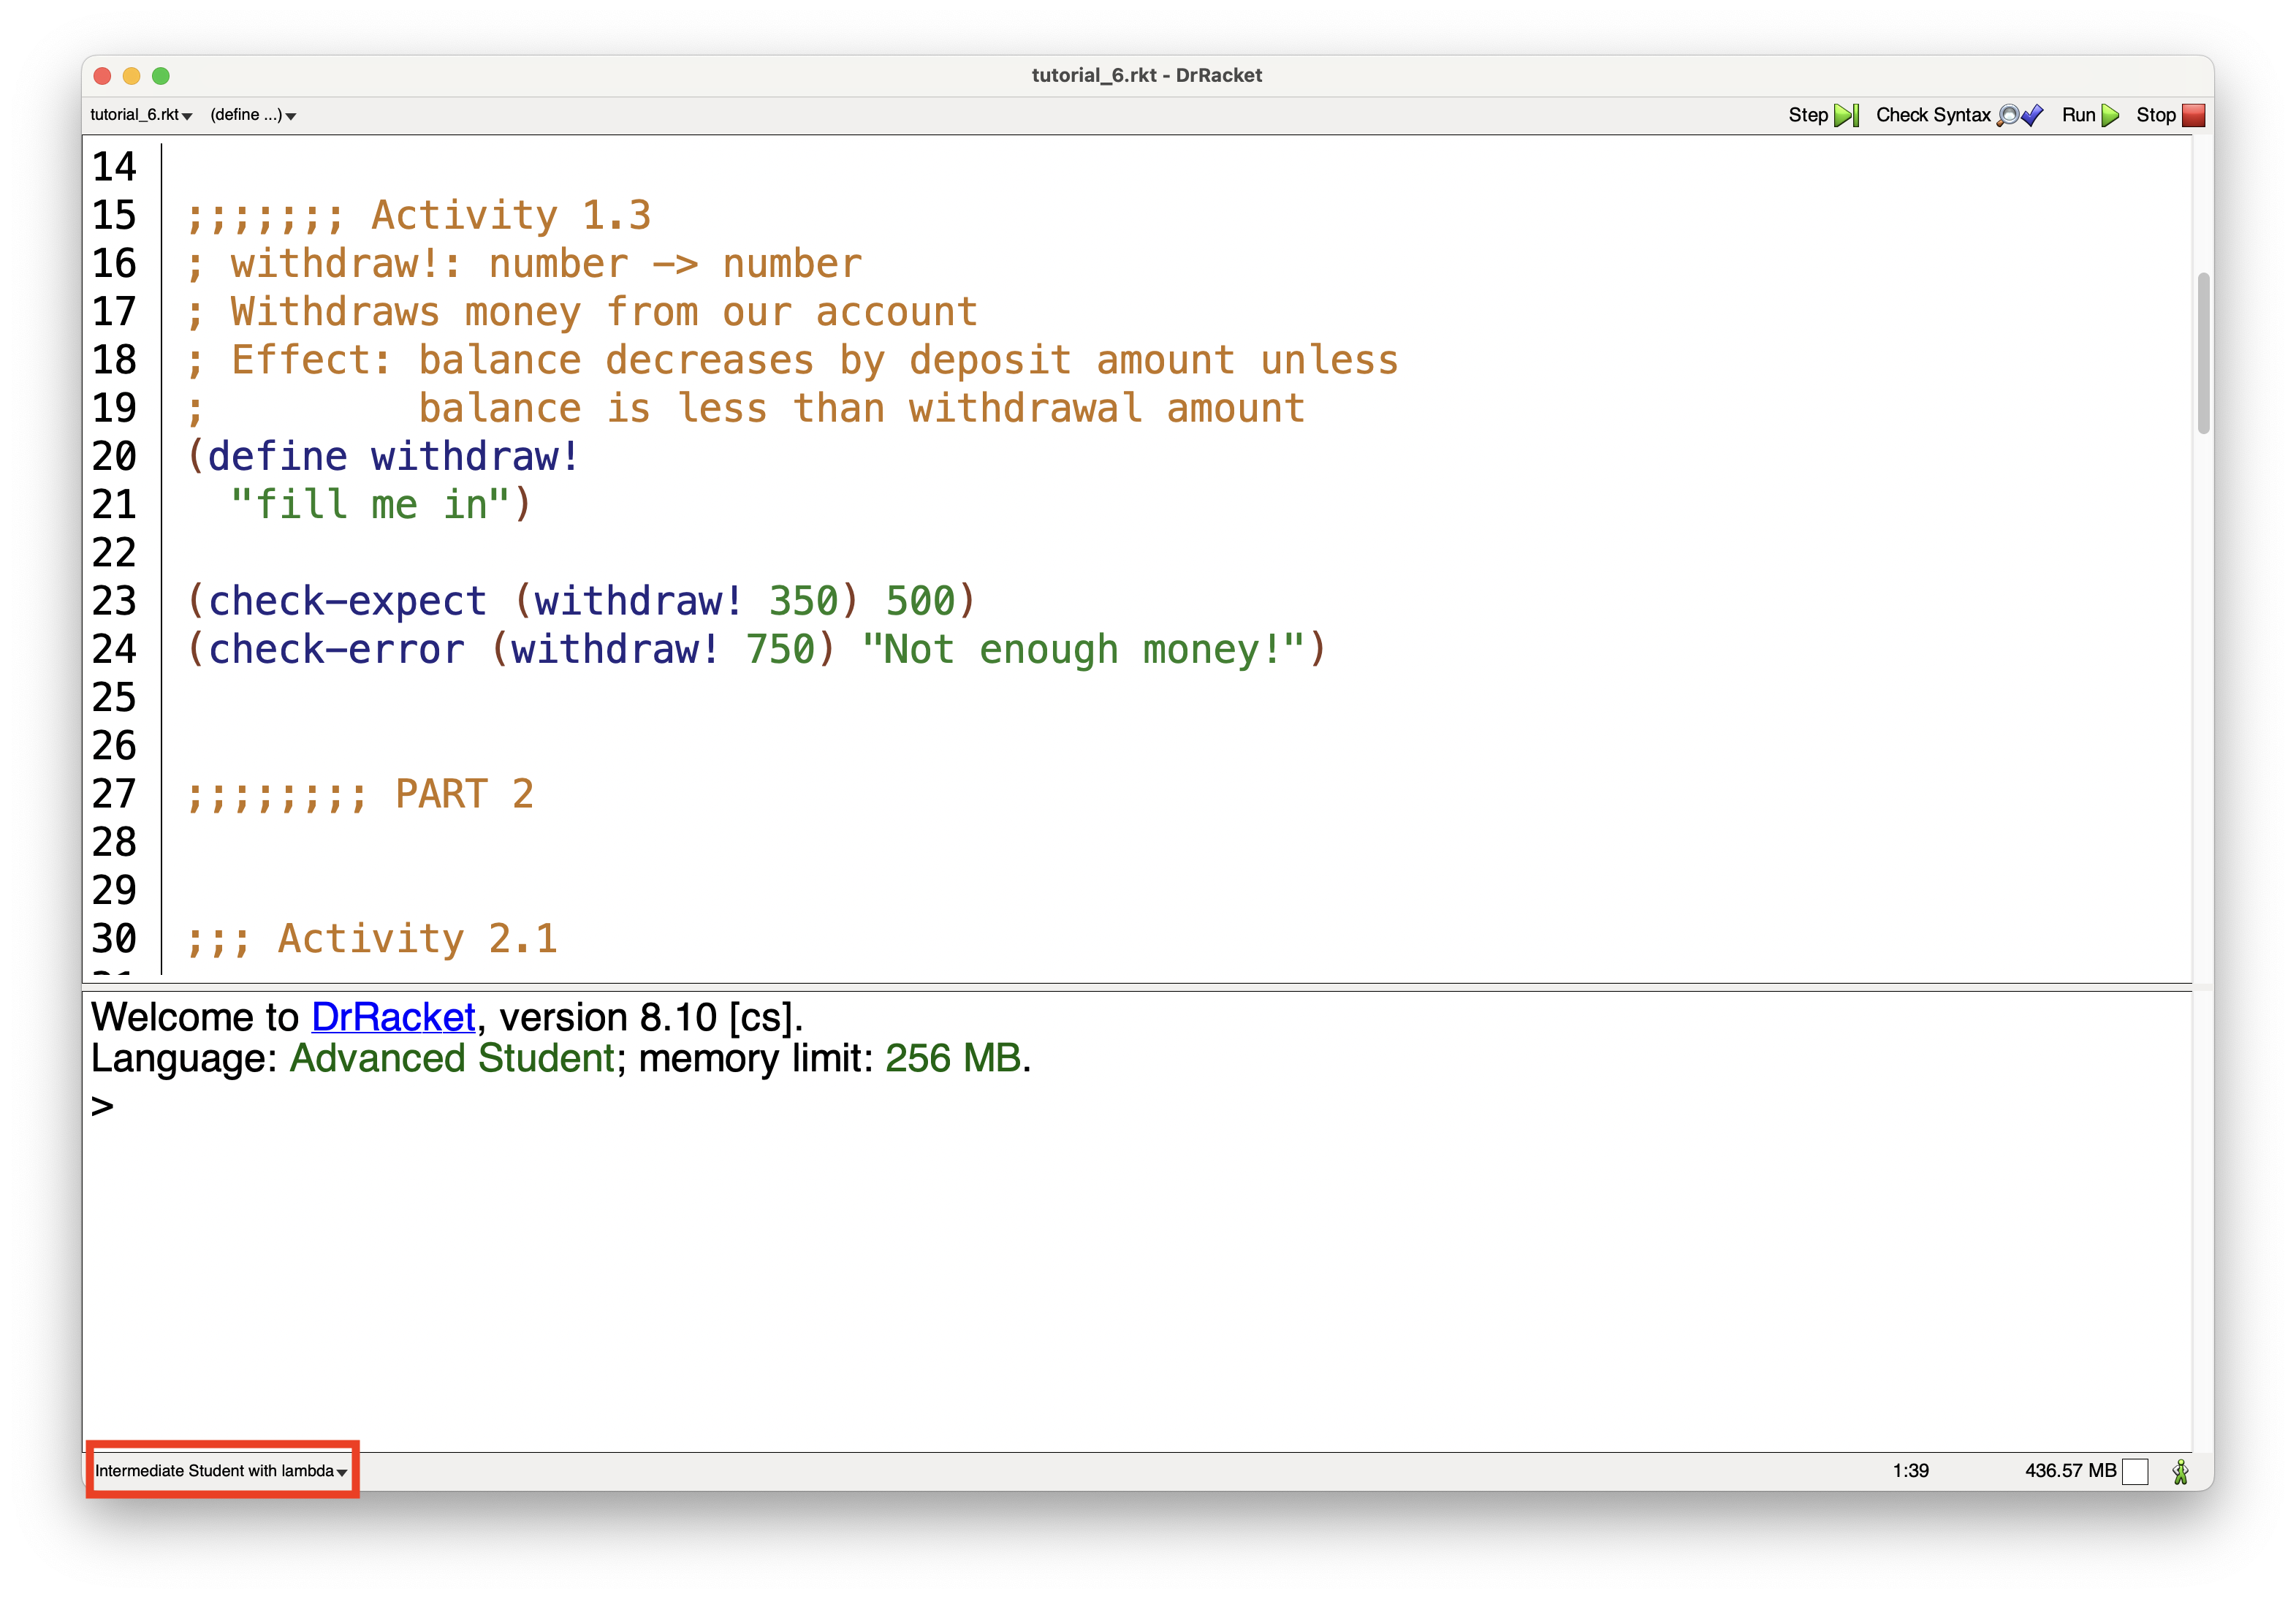 tutorial_6.rkt - DrRacket
tutorial_6.rkt (define ...) Step Check Syntax Run Stop
14
15 ;;;;;;; Activity 1.3
16 ; withdraw!: number -> number
17 ; Withdraws money from our account
18 ; Effect: balance decreases by deposit amount unless
19 ;         balance is less than withdrawal amount
20 (define withdraw!
21   "fill me in")
22
23 (check-expect (withdraw! 350) 500)
24 (check-error (withdraw! 750) "Not enough money!")
25
26
27 ;;;;;;;; PART 2
28
29
30 ;;; Activity 2.1
Welcome to DrRacket, version 8.10 [cs].
Language: Advanced Student; memory limit: 256 MB.
>
Intermediate Student with lambda 1:39 436.57 MB